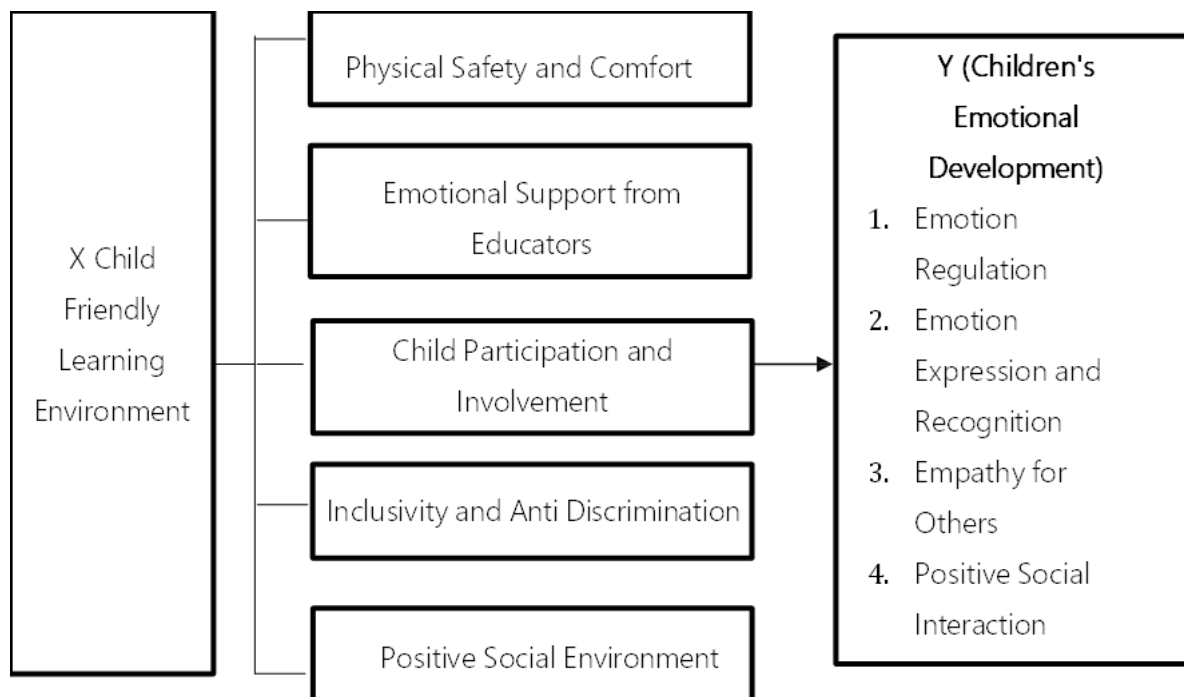 X Child
Friendly
Learning
Environment
Physical Safety and Comfort
Emotional Support from
Educators
Child Participation and
Involvement
Inclusivity and Anti Discrimination
Positive Social Environment
Y (Children's
Emotional
Development)
1. Emotion
Regulation
2. Emotion
Expression and
Recognition
3. Empathy for
Others
4. Positive Social
Interaction